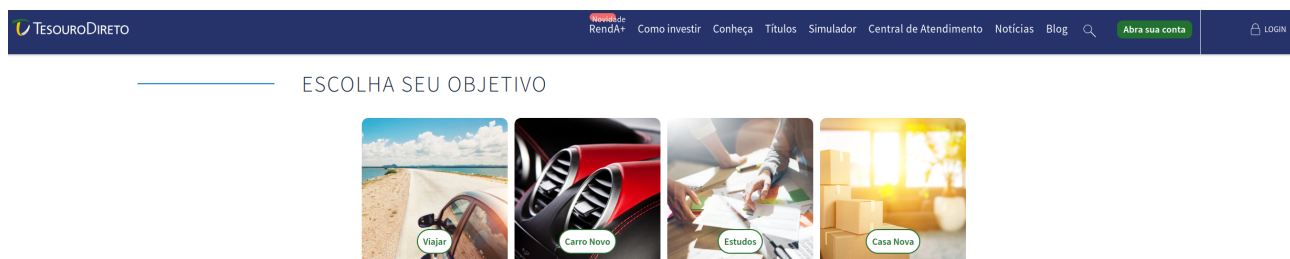 TESOURODIRETO
Novidade
RendA+ Como investir Conheça Títulos Simulador Central de Atendimento Notícias Blog Abra sua conta LOGIN
ESCOLHA SEU OBJETIVO
Viajar Carro Novo Estudos Casa Nova